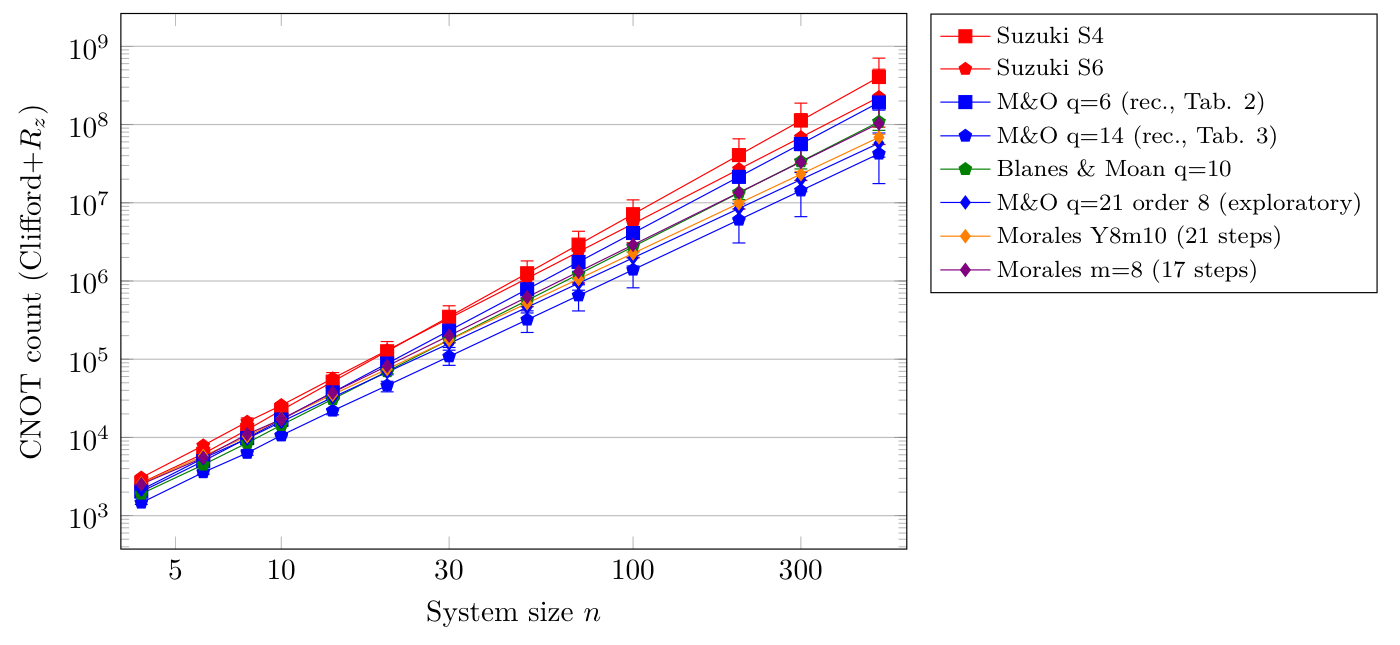 10^9
10^8
10^7
10^6
10^5
10^4
10^3
CNOT count (Clifford+R_z)
5 10 30 100 300
System size n
Suzuki S4
Suzuki S6
M&O q=6 (rec., Tab. 2)
M&O q=14 (rec., Tab. 3)
Blanes & Moan q=10
M&O q=21 order 8 (exploratory)
Morales Y8m10 (21 steps)
Morales m=8 (17 steps)